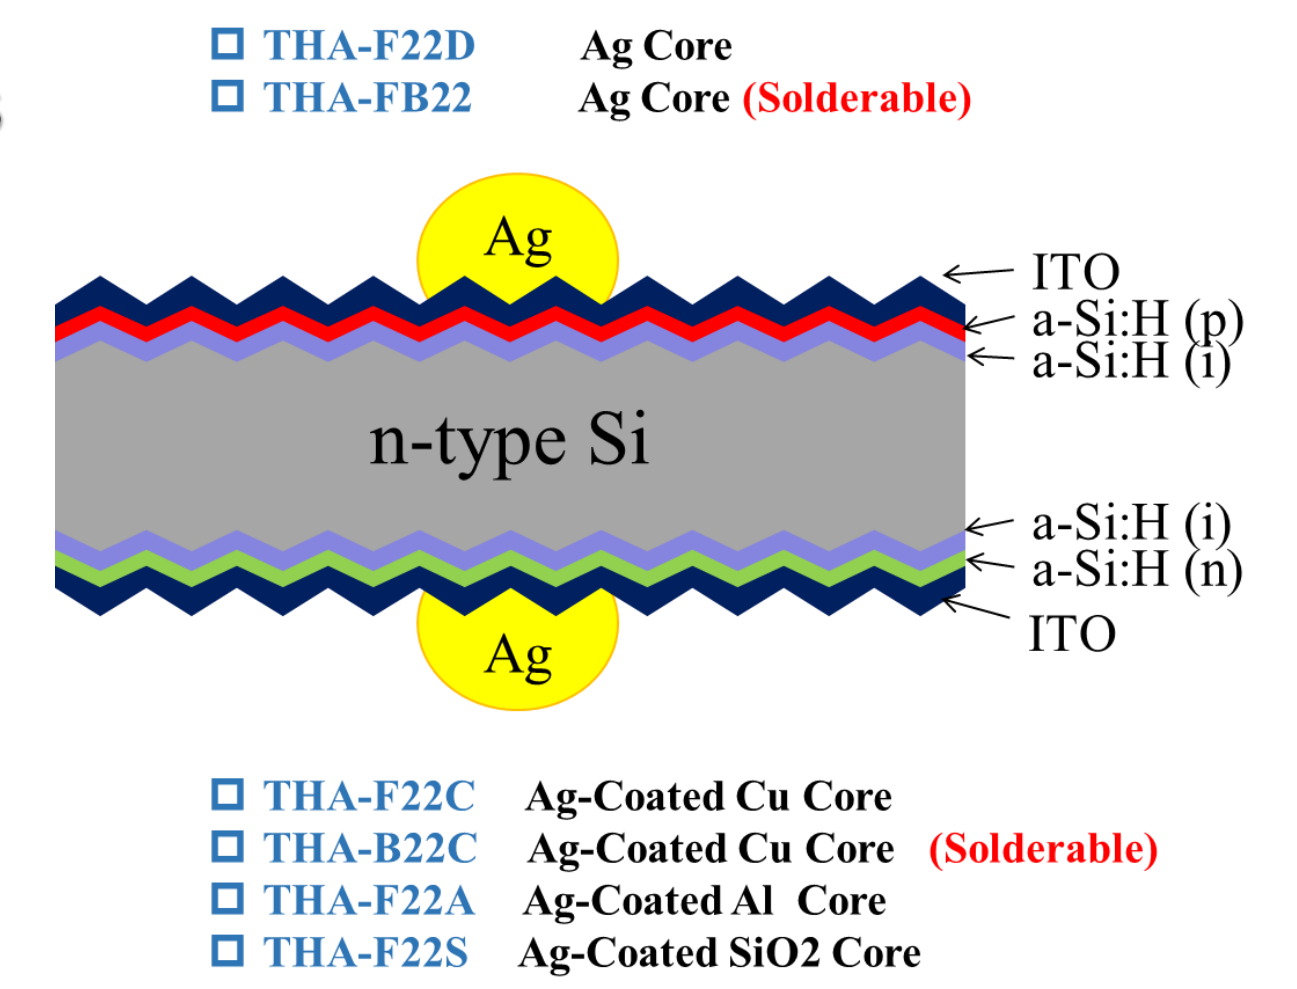 THA-F22D Ag Core
THA-FB22 Ag Core (Solderable)
Ag
ITO
a-Si:H (p)
a-Si:H (i)
n-type Si
a-Si:H (i)
a-Si:H (n)
ITO
Ag
THA-F22C Ag-Coated Cu Core
THA-B22C Ag-Coated Cu Core (Solderable)
THA-F22A Ag-Coated Al Core
THA-F22S Ag-Coated SiO2 Core